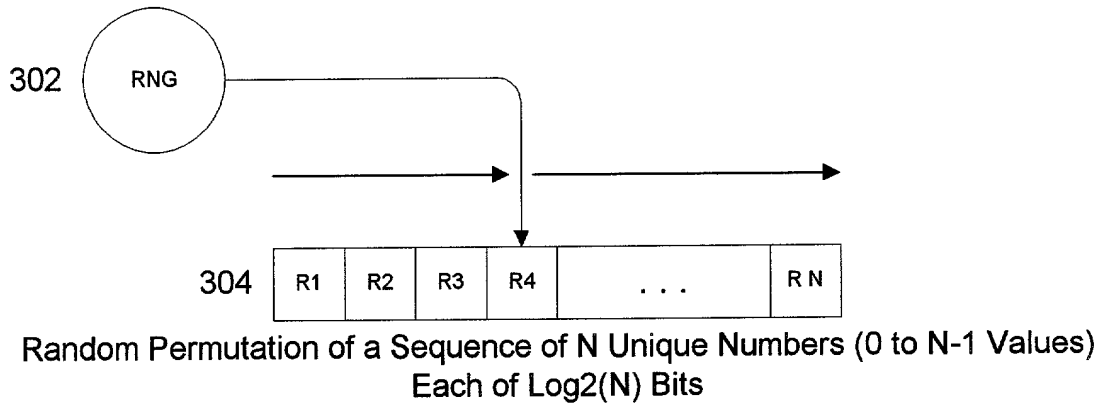 302 RNG
304 R1 R2 R3 R4 . . . R N
Random Permutation of a Sequence of N Unique Numbers (0 to N-1 Values)
Each of Log2(N) Bits